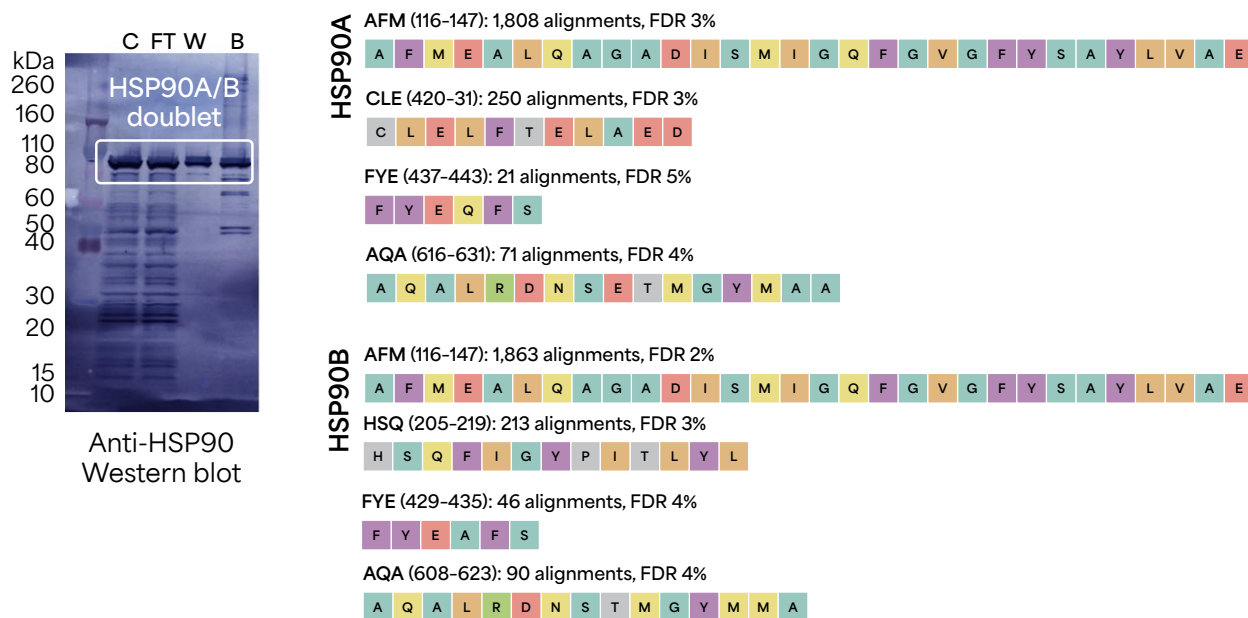 C FT W B
kDa
260
160
110
80
60
50
40
30
20
15
10
HSP90A/B
doublet
Anti-HSP90
Western blot
HSP90A
AFM (116–147): 1,808 alignments, FDR 3%
A F M E A L Q A G A D I S M I G Q F G V G F Y S A Y L V A E
CLE (420–31): 250 alignments, FDR 3%
C L E L F T E L A E D
FYE (437–443): 21 alignments, FDR 5%
F Y E Q F S
AQA (616–631): 71 alignments, FDR 4%
A Q A L R D N S E T M G Y M A A
HSP90B
AFM (116–147): 1,863 alignments, FDR 2%
A F M E A L Q A G A D I S M I G Q F G V G F Y S A Y L V A E
HSQ (205–219): 213 alignments, FDR 3%
H S Q F I G Y P I T L Y L
FYE (429–435): 46 alignments, FDR 4%
F Y E A F S
AQA (608–623): 90 alignments, FDR 4%
A Q A L R D N S T M G Y M M A